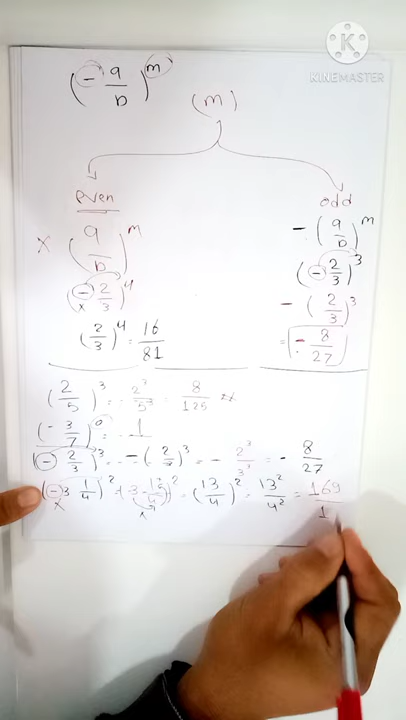 KINEMASTER
(- a/b)^m
(m)
even
odd
x (a/b)^m
- (a/b)^m
(- 2/3)^4
(- 2/3)^3
x
- (2/3)^3
(2/3)^4 = 16/81
= - 8/27
(2/5)^3 = 2^3/5^3 = 8/125
(- 3/7)^0 = 1
(- 2/3)^3 = -(2/3)^3 = - 2^3/3^3 = - 8/27
(- 3 1/4)^2 = (13/4)^2 = 13^2/4^2 = 169/1
x